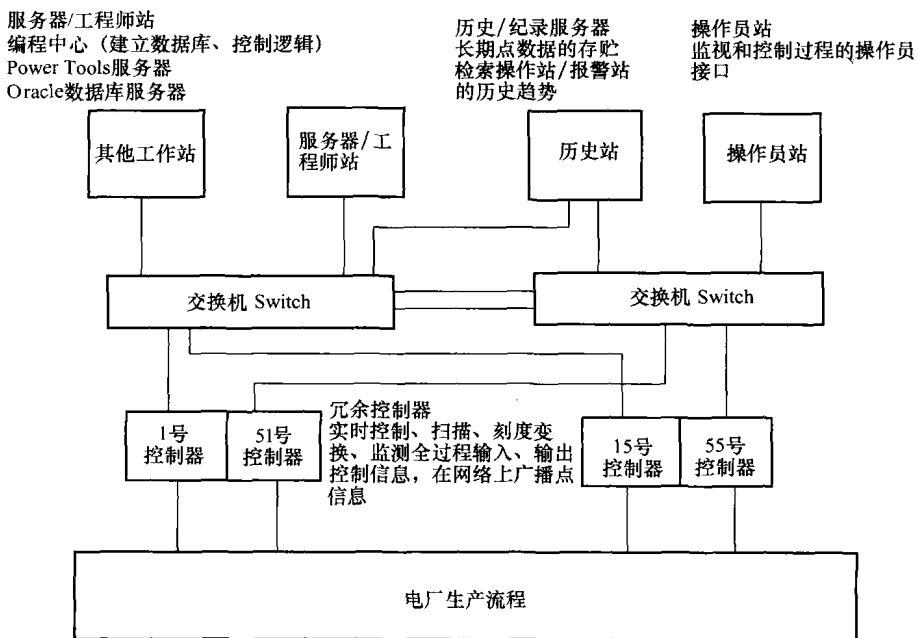 服务器/工程师站
编程中心（建立数据库、控制逻辑）
Power Tools服务器
Oracle数据库服务器
历史/纪录服务器
长期点数据的存贮
检索操作站/报警站
的历史趋势
操作员站
监视和控制过程的操作员
接口
其他工作站
服务器/工
程师站
历史站
操作员站
交换机 Switch
交换机 Switch
1号
控制器
51号
控制器
冗余控制器
实时控制、扫描、刻度变
换、监测全过程输入、输出
控制信息，在网络上广播点
信息
15号
控制器
55号
控制器
电厂生产流程